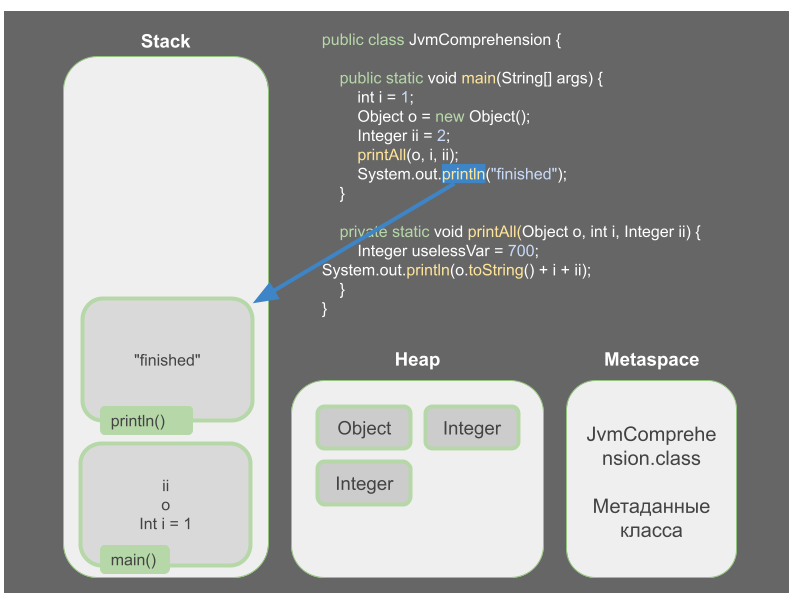 Stack
public class JvmComprehension {
public static void main(String[] args) {
int i = 1;
Object o = new Object();
Integer ii = 2;
printAll(o, i, ii);
System.out.println("finished");
}
private static void printAll(Object o, int i, Integer ii) {
Integer uselessVar = 700;
System.out.println(o.toString() + i + ii);
}
}
"finished"
println()
ii
o
Int i = 1
main()
Heap
Object
Integer
Integer
Metaspace
JvmComprehe
nsion.class
Метаданные
класса